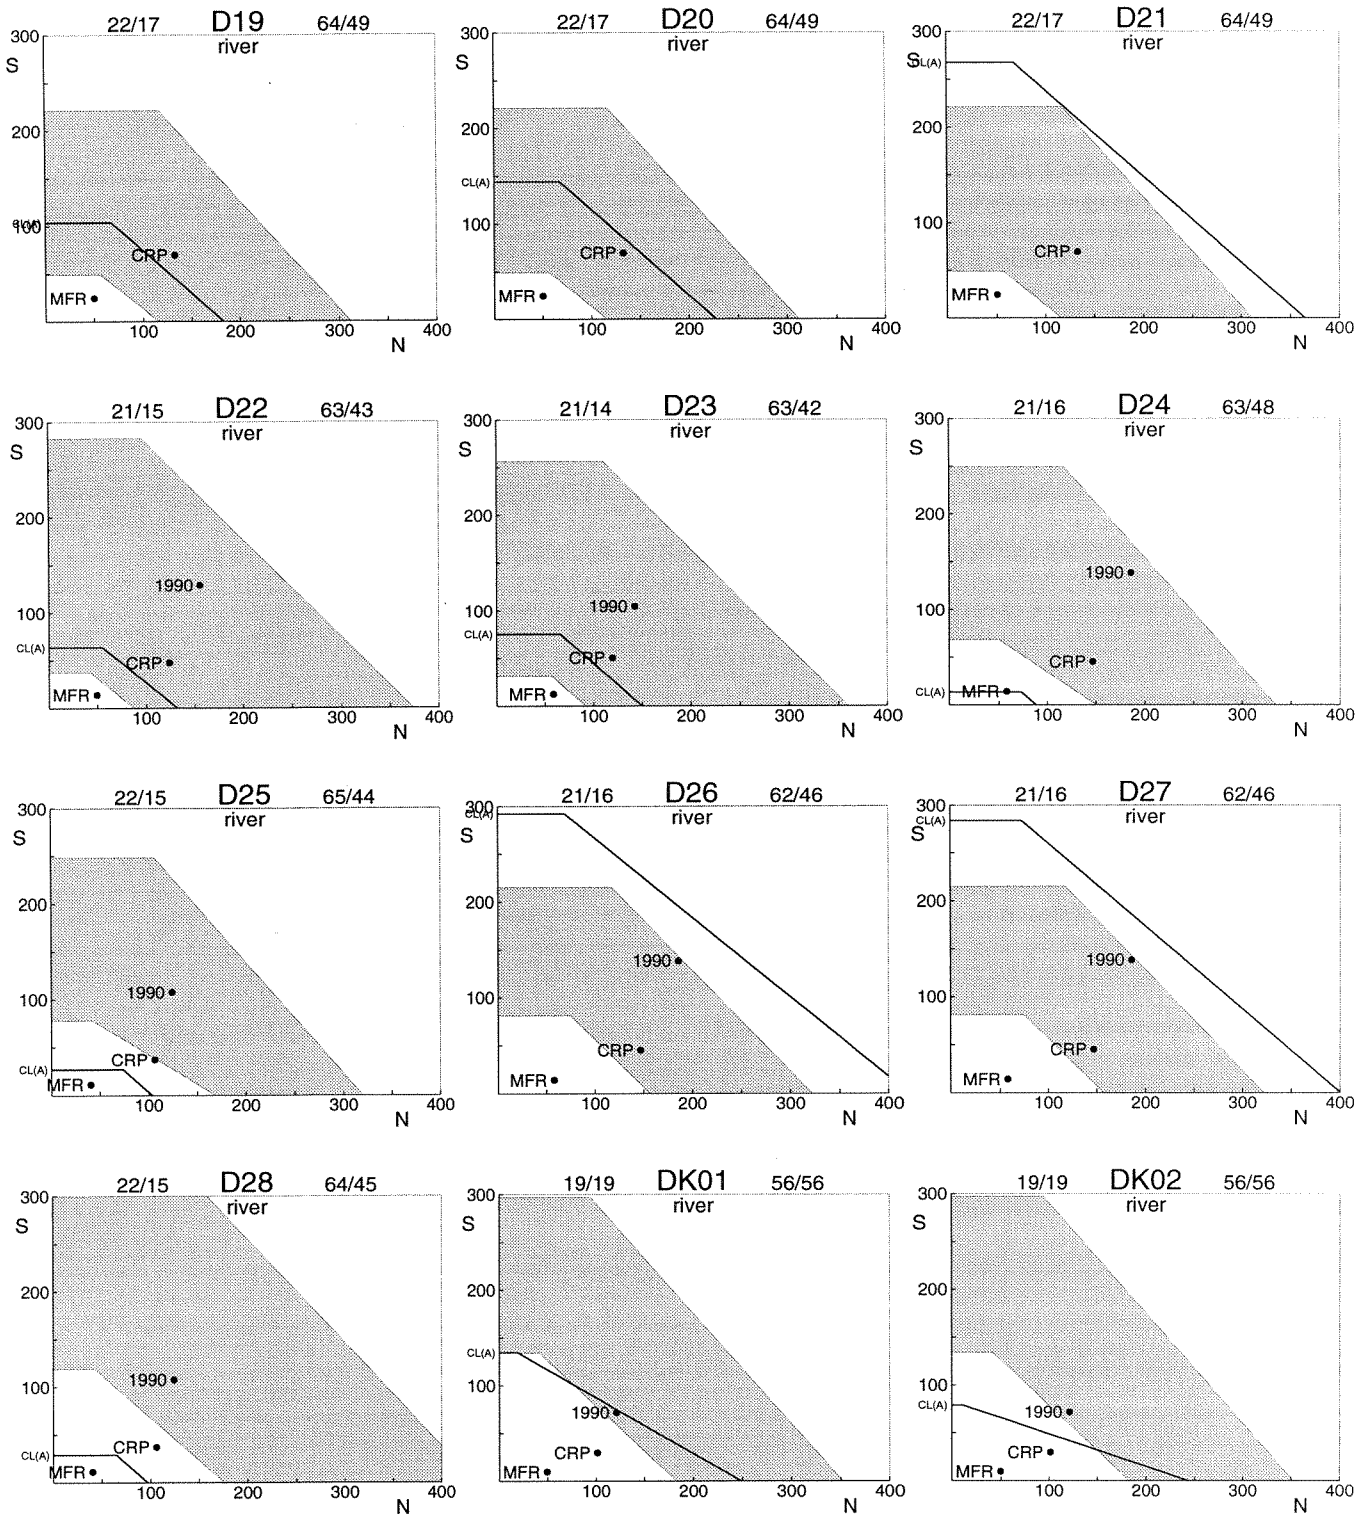 22/17 D19 64/49
river
300
S
200
CL(A)
100
CRP
MFR
100 200 300 400
N
22/17 D20 64/49
river
300
S
200
CL(A)
100
CRP
MFR
100 200 300 400
N
22/17 D21 64/49
river
300
S
CL(A)
200
100
CRP
MFR
100 200 300 400
N
21/15 D22 63/43
river
300
S
200
1990
100
CL(A)
CRP
MFR
100 200 300 400
N
21/14 D23 63/42
river
300
S
200
1990
100
CL(A)
CRP
MFR
100 200 300 400
N
21/16 D24 63/48
river
300
S
200
1990
100
CRP
CL(A)
MFR
100 200 300 400
N
22/15 D25 65/44
river
300
S
200
1990
100
CRP
CL(A)
MFR
100 200 300 400
N
21/16 D26 62/46
river
300
CL(A)
S
200
1990
100
CRP
MFR
100 200 300 400
N
21/16 D27 62/46
river
300
CL(A)
S
200
1990
100
CRP
MFR
100 200 300 400
N
22/15 D28 64/45
river
300
S
200
1990
100
CRP
CL(A)
MFR
100 200 300 400
N
19/19 DK01 56/56
river
300
S
200
CL(A)
100
1990
CRP
MFR
100 200 300 400
N
19/19 DK02 56/56
river
300
S
200
100
CL(A)
1990
CRP
MFR
100 200 300 400
N